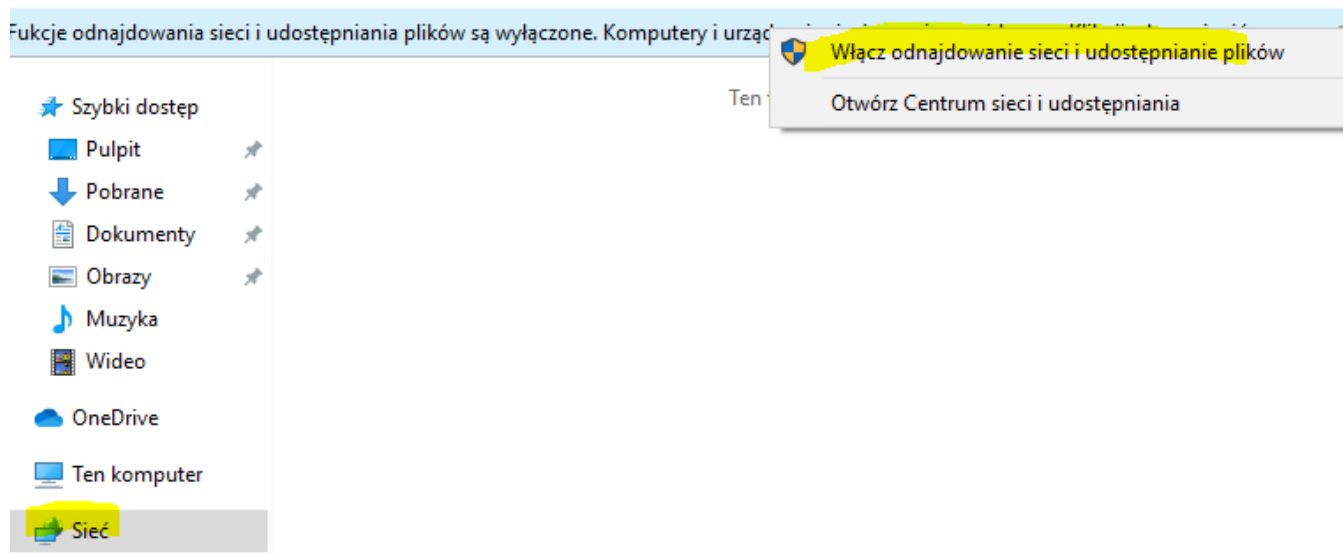 Fukcje odnajdowania sieci i udostępniania plików są wyłączone. Komputery i
Włącz odnajdowanie sieci i udostępnianie plików
Szybki dostęp
Ten
Otwórz Centrum sieci i udostępniania
Pulpit
Pobrane
Dokumenty
Obrazy
Muzyka
Wideo
OneDrive
Ten komputer
Sieć